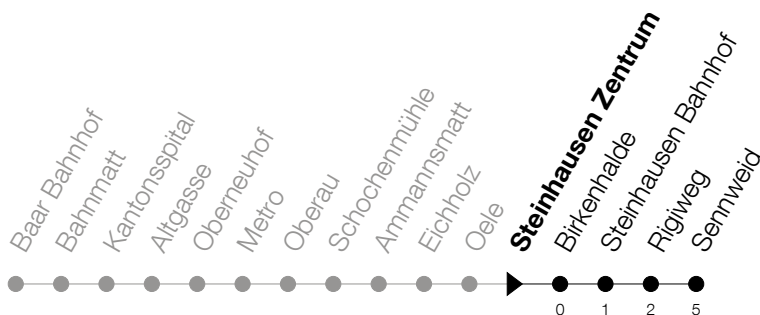 Baar Bahnhof
Bahnmatt
Kantonsspital
Altgasse
Oberneuhof
Metro
Oberau
Schochenmühle
Ammannsmatt
Eichholz
Oele
Steinhausen Zentrum
Birkenhalde
Steinhausen Bahnhof
Rigiweg
Sennweid
0 1 2 5